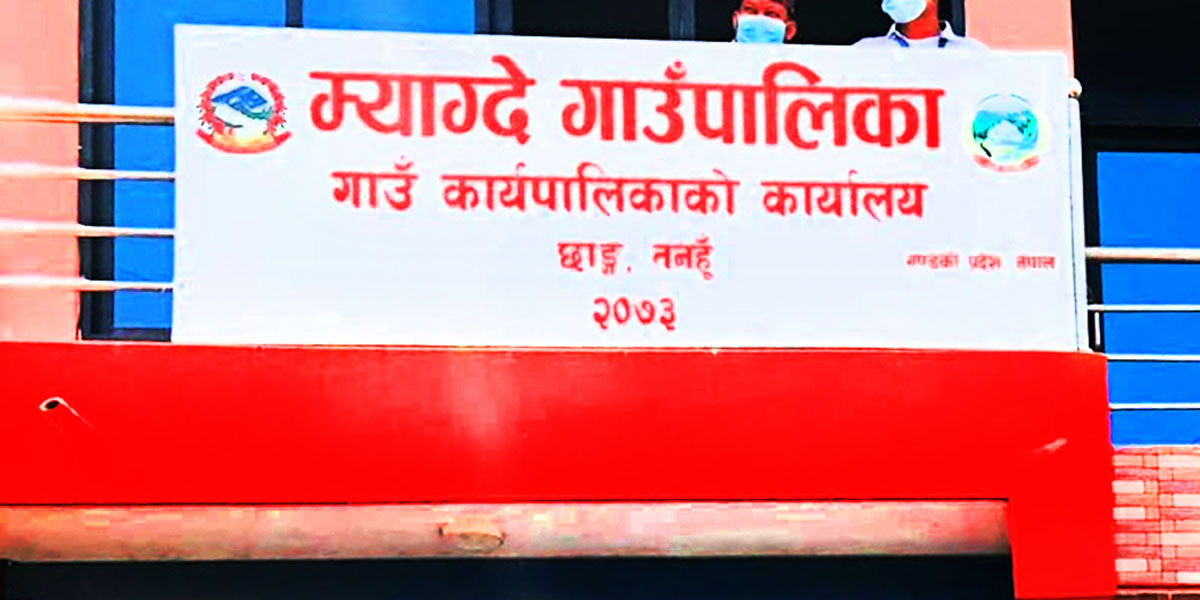 म्याग्दे गाउँपालिका
गाउँ कार्यपालिकाको कार्यालय
छाङ्ग, तनहूँ
गण्डकी प्रदेश नेपाल
२०७३